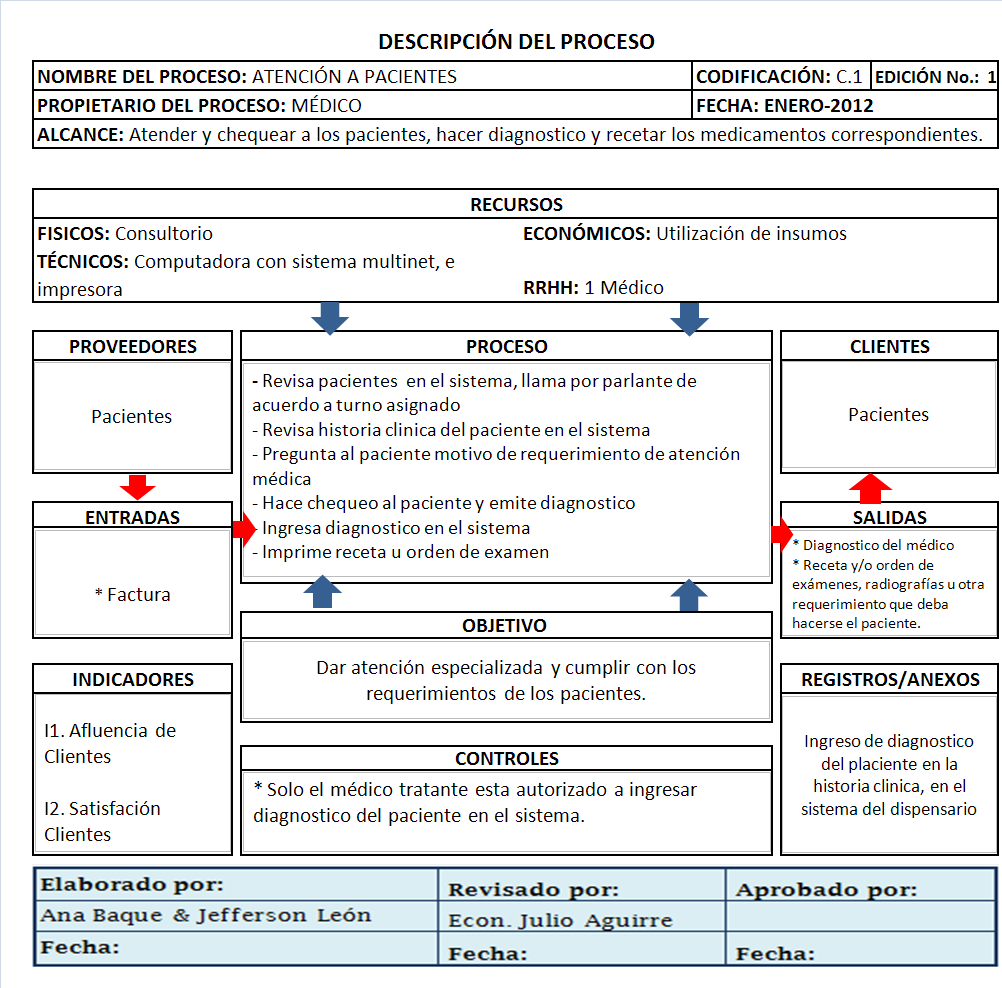 DESCRIPCIÓN DEL PROCESO
NOMBRE DEL PROCESO: ATENCIÓN A PACIENTES
CODIFICACIÓN: C.1
EDICIÓN No.: 1
PROPIETARIO DEL PROCESO: MÉDICO
FECHA: ENERO-2012
ALCANCE: Atender y chequear a los pacientes, hacer diagnostico y recetar los medicamentos correspondientes.
RECURSOS
FISICOS: Consultorio
ECONÓMICOS: Utilización de insumos
TÉCNICOS: Computadora con sistema multinet, e
impresora
RRHH: 1 Médico
PROVEEDORES
Pacientes
ENTRADAS
* Factura
PROCESO
- Revisa pacientes en el sistema, llama por parlante de
acuerdo a turno asignado
- Revisa historia clinica del paciente en el sistema
- Pregunta al paciente motivo de requerimiento de atención
médica
- Hace chequeo al paciente y emite diagnostico
- Ingresa diagnostico en el sistema
- Imprime receta u orden de examen
CLIENTES
Pacientes
SALIDAS
* Diagnostico del médico
* Receta y/o orden de
exámenes, radiografías u otra
requerimiento que deba
hacerse el paciente.
OBJETIVO
Dar atención especializada y cumplir con los
requerimientos de los pacientes.
INDICADORES
I1. Afluencia de
Clientes
I2. Satisfacción
Clientes
CONTROLES
* Solo el médico tratante esta autorizado a ingresar
diagnostico del paciente en el sistema.
REGISTROS/ANEXOS
Ingreso de diagnostico
del placiente en la
historia clinica, en el
sistema del dispensario
Elaborado por:
Revisado por:
Aprobado por:
Ana Baque & Jefferson León
Econ. Julio Aguirre
Fecha:
Fecha:
Fecha: